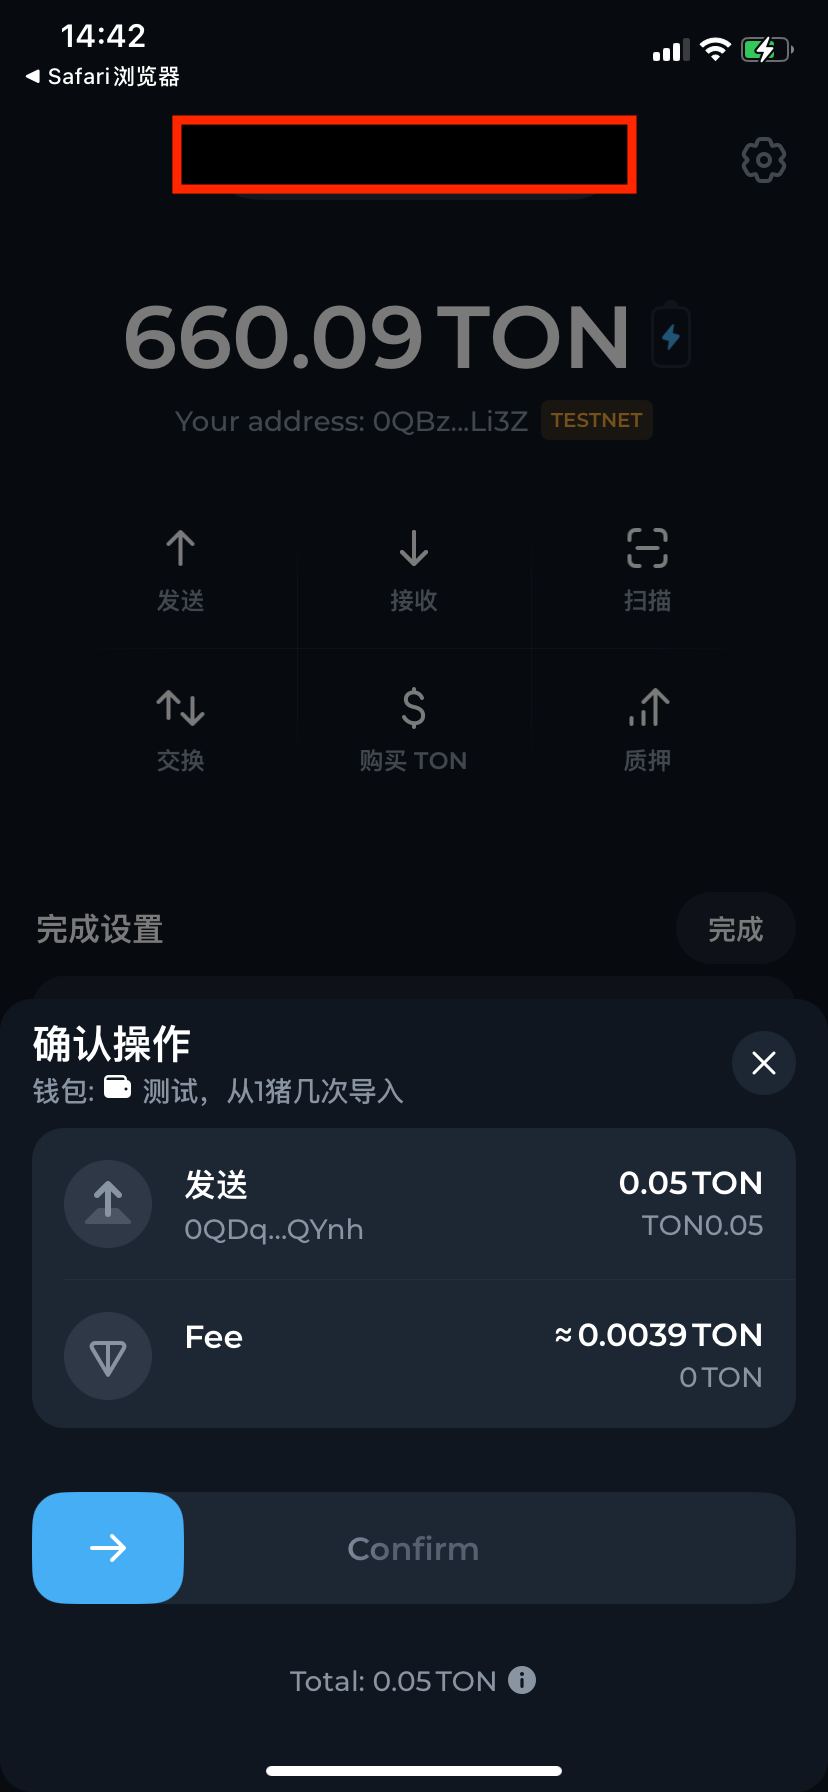 14:42
◀ Safari浏览器
660.09 TON
Your address: 0QBz...Li3Z TESTNET
发送 接收 扫描
交换 购买 TON 质押
完成设置 完成
确认操作
钱包: 测试，从1猪几次导入
发送 0.05 TON
0QDq...QYnh TON0.05
Fee ≈ 0.0039 TON
0 TON
Confirm
Total: 0.05 TON